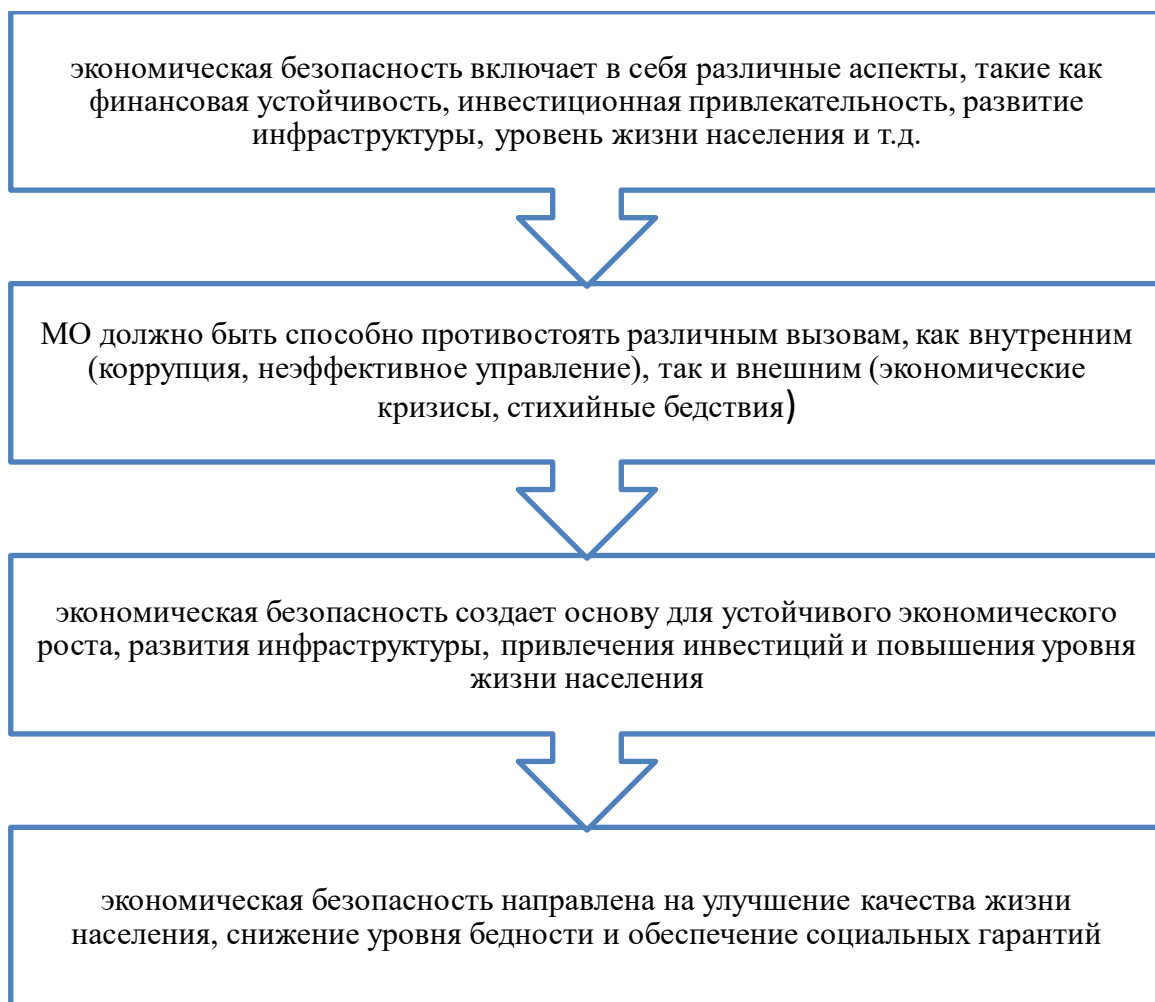 экономическая безопасность включает в себя различные аспекты, такие как
финансовая устойчивость, инвестиционная привлекательность, развитие
инфраструктуры, уровень жизни населения и т.д.
МО должно быть способно противостоять различным вызовам, как внутренним
(коррупция, неэффективное управление), так и внешним (экономические
кризисы, стихийные бедствия)
экономическая безопасность создает основу для устойчивого экономического
роста, развития инфраструктуры, привлечения инвестиций и повышения уровня
жизни населения
экономическая безопасность направлена на улучшение качества жизни
населения, снижение уровня бедности и обеспечение социальных гарантий